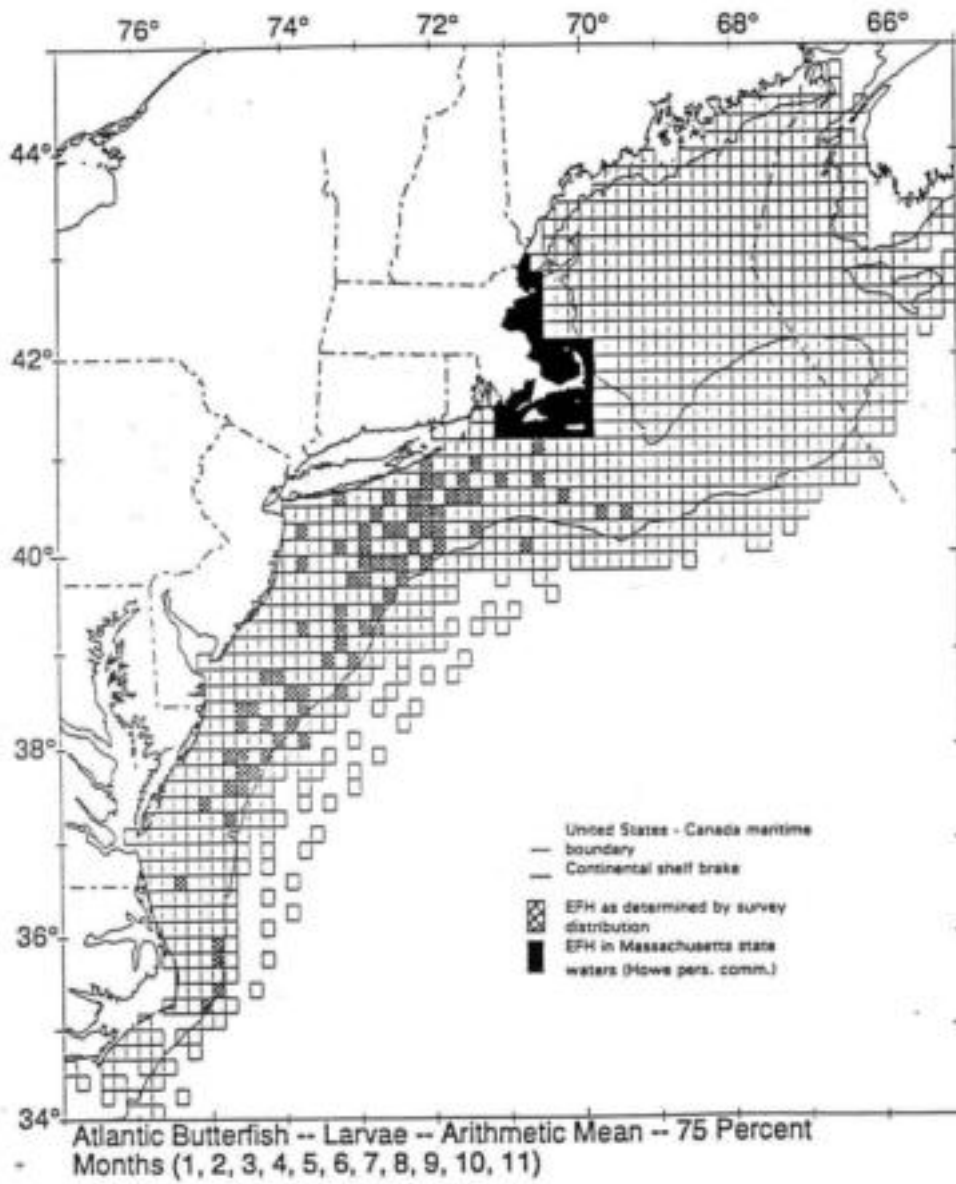 76° 74° 72° 70° 68° 66°
44°
42°
40°
38°
36°
34°
United States - Canada maritime
boundary
Continental shelf brake
EFH as determined by survey
distribution
EFH in Massachusetts state
waters (Howe pers. comm.)
Atlantic Butterfish -- Larvae -- Arithmetic Mean -- 75 Percent
Months (1, 2, 3, 4, 5, 6, 7, 8, 9, 10, 11)